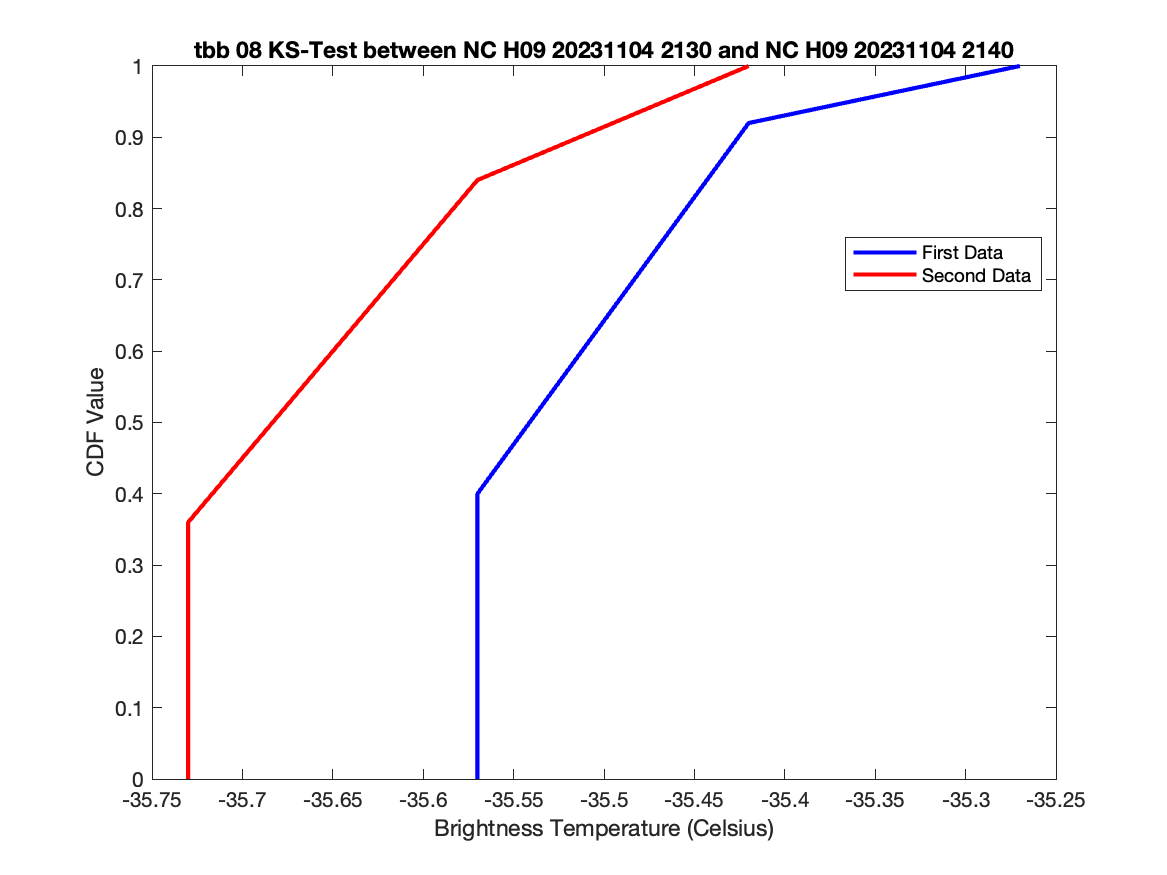 tbb 08 KS-Test between NC H09 20231104 2130 and NC H09 20231104 2140
1
0.9
0.8
0.7
0.6
0.5
0.4
0.3
0.2
0.1
0
CDF Value
First Data
Second Data
-35.75 -35.7 -35.65 -35.6 -35.55 -35.5 -35.45 -35.4 -35.35 -35.3 -35.25
Brightness Temperature (Celsius)